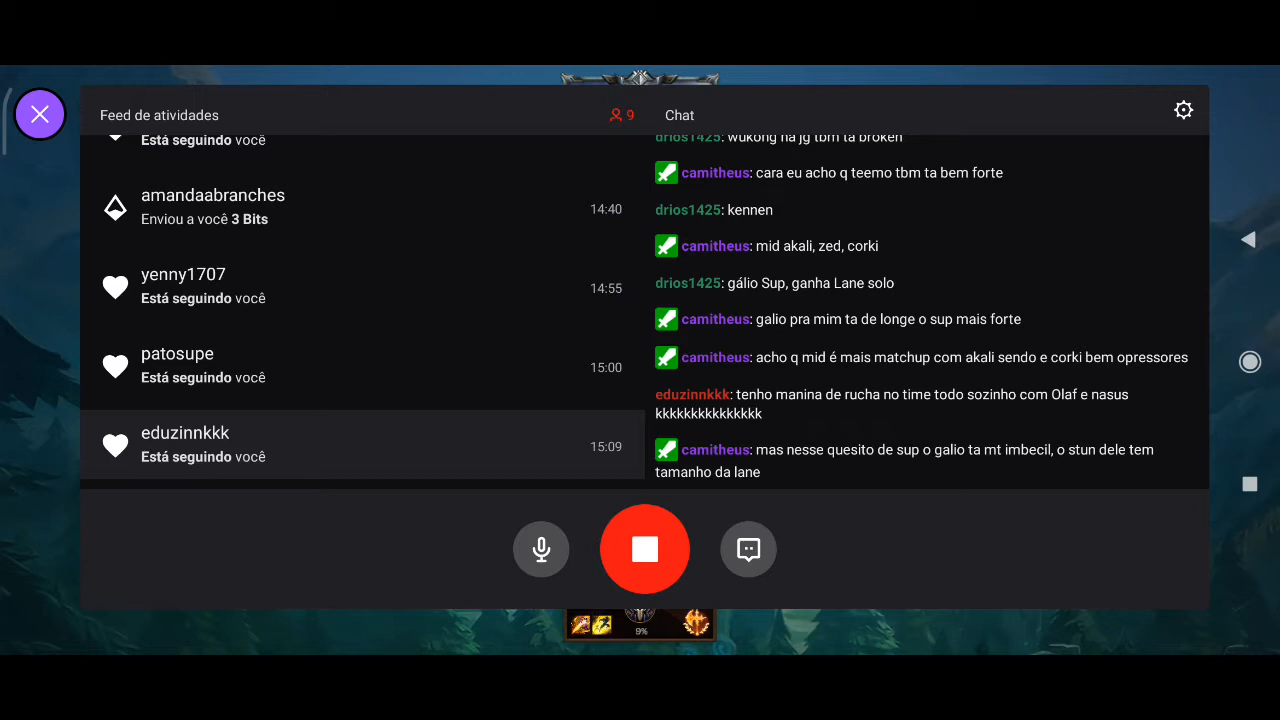 Feed de atividades
9
Chat
Está seguindo você
amandaabranches
Enviou a você 3 Bits
14:40
yenny1707
Está seguindo você
14:55
patosupe
Está seguindo você
15:00
eduzinnkkk
Está seguindo você
15:09
drios1425: wukong na jg tbm ta broken
camitheus: cara eu acho q teemo tbm ta bem forte
drios1425: kennen
camitheus: mid akali, zed, corki
drios1425: gálio Sup, ganha Lane solo
camitheus: galio pra mim ta de longe o sup mais forte
camitheus: acho q mid é mais matchup com akali sendo e corki bem opressores
eduzinnkkk: tenho manina de rucha no time todo sozinho com Olaf e nasus
kkkkkkkkkkkkkkk
camitheus: mas nesse quesito de sup o galio ta mt imbecil, o stun dele tem
tamanho da lane
9%